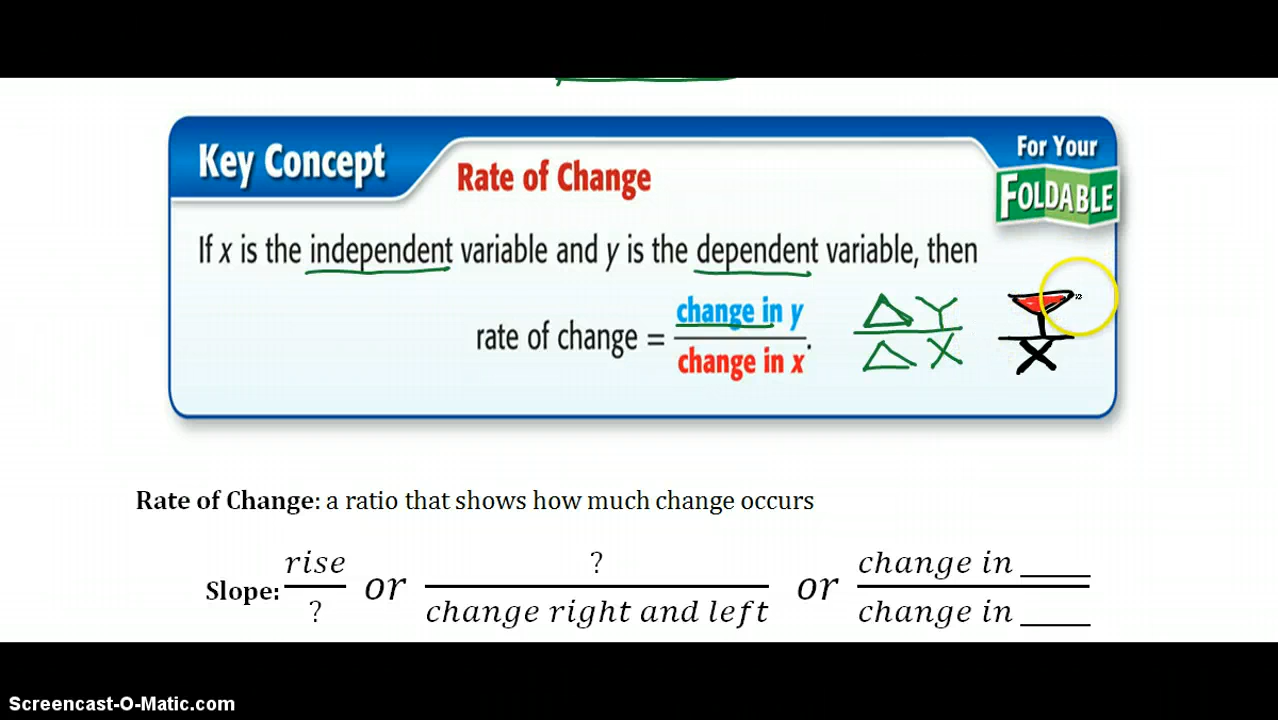 Key Concept
Rate of Change
For Your
FOLDABLE
If x is the independent variable and y is the dependent variable, then
rate of change = change in y / change in x.
ΔY / ΔX
Y / X
Rate of Change: a ratio that shows how much change occurs
Slope: rise / ? or ? / change right and left or change in _____ / change in _____
Screencast-O-Matic.com